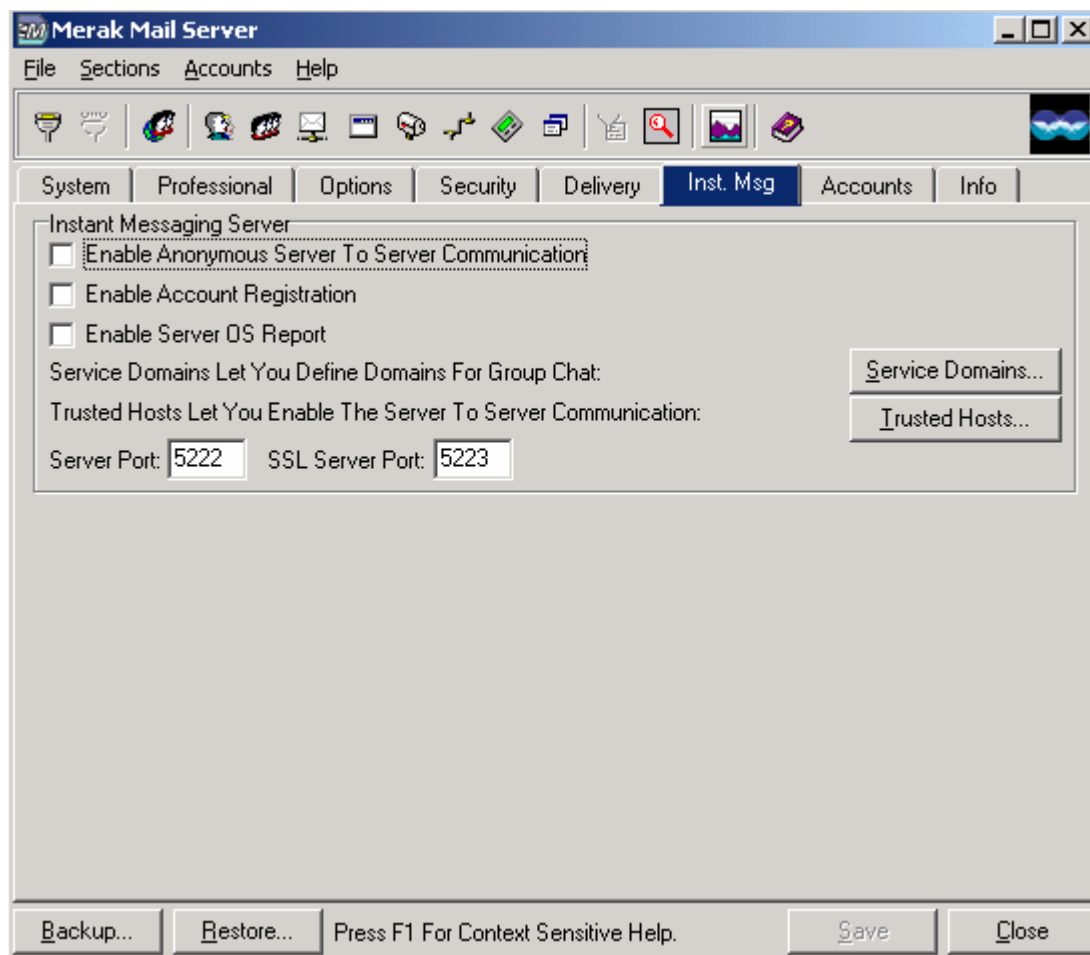 Merak Mail Server
File Sections Accounts Help
System Professional Options Security Delivery Inst. Msg Accounts Info
Instant Messaging Server
Enable Anonymous Server To Server Communication
Enable Account Registration
Enable Server OS Report
Service Domains Let You Define Domains For Group Chat: Service Domains...
Trusted Hosts Let You Enable The Server To Server Communication: Trusted Hosts...
Server Port: 5222 SSL Server Port: 5223
Backup... Restore... Press F1 For Context Sensitive Help. Save Close